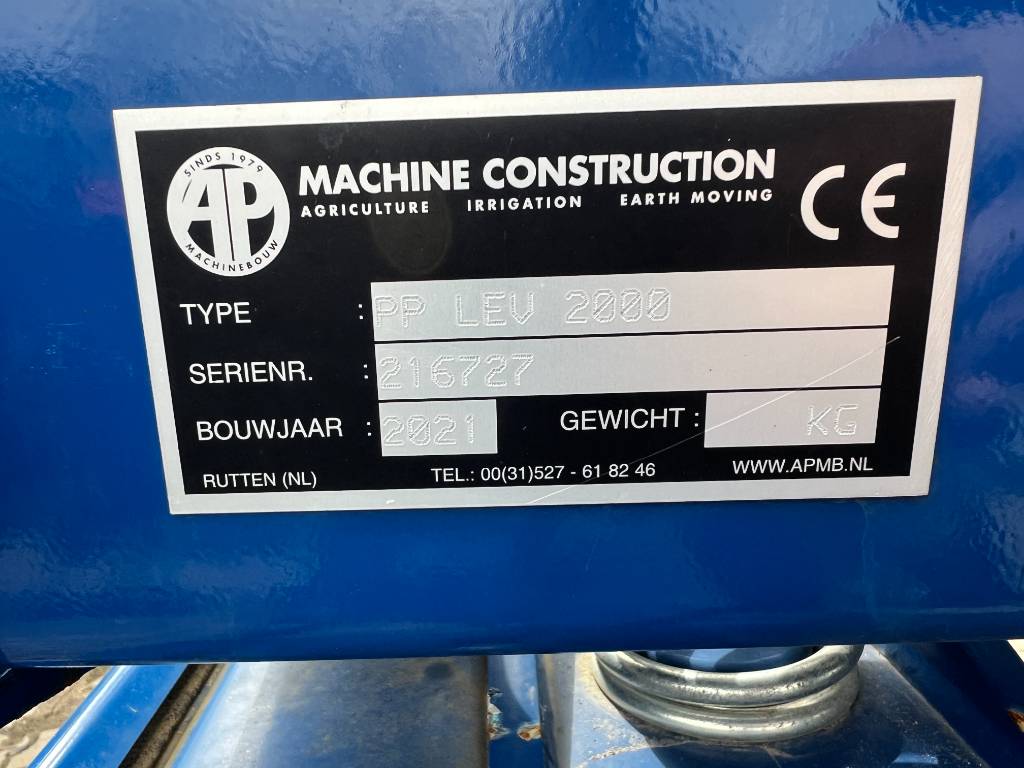 SINDS 1979
AP
MACHINEBOUW
MACHINE CONSTRUCTION
AGRICULTURE IRRIGATION EARTH MOVING
CE
TYPE : PP LEV 2000
SERIENR. : 216727
BOUWJAAR : 2021 GEWICHT : KG
RUTTEN (NL) TEL.: 00(31)527 - 61 82 46 WWW.APMB.NL